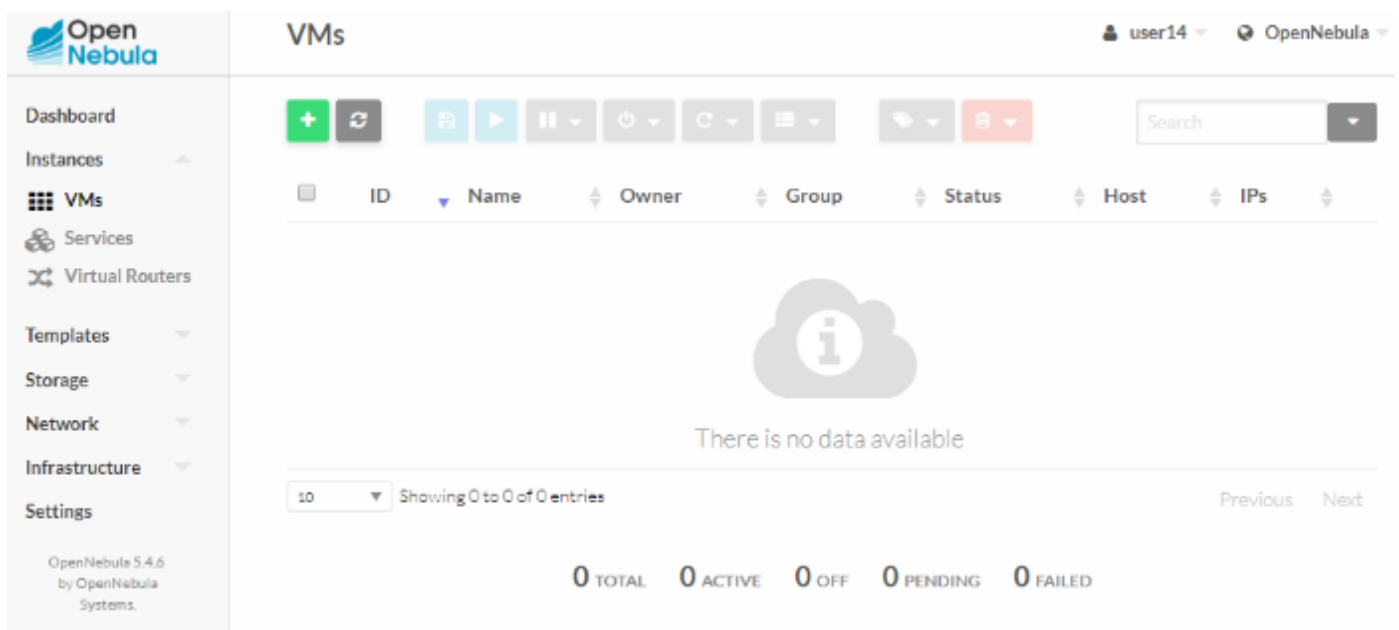 Open
Nebula
VMs
user14
OpenNebula
Dashboard
Instances
VMs
Services
Virtual Routers
Templates
Storage
Network
Infrastructure
Settings
OpenNebula 5.4.6
by OpenNebula
Systems.
Search
ID Name Owner Group Status Host IPs
There is no data available
10 Showing 0 to 0 of 0 entries
Previous Next
0 TOTAL 0 ACTIVE 0 OFF 0 PENDING 0 FAILED